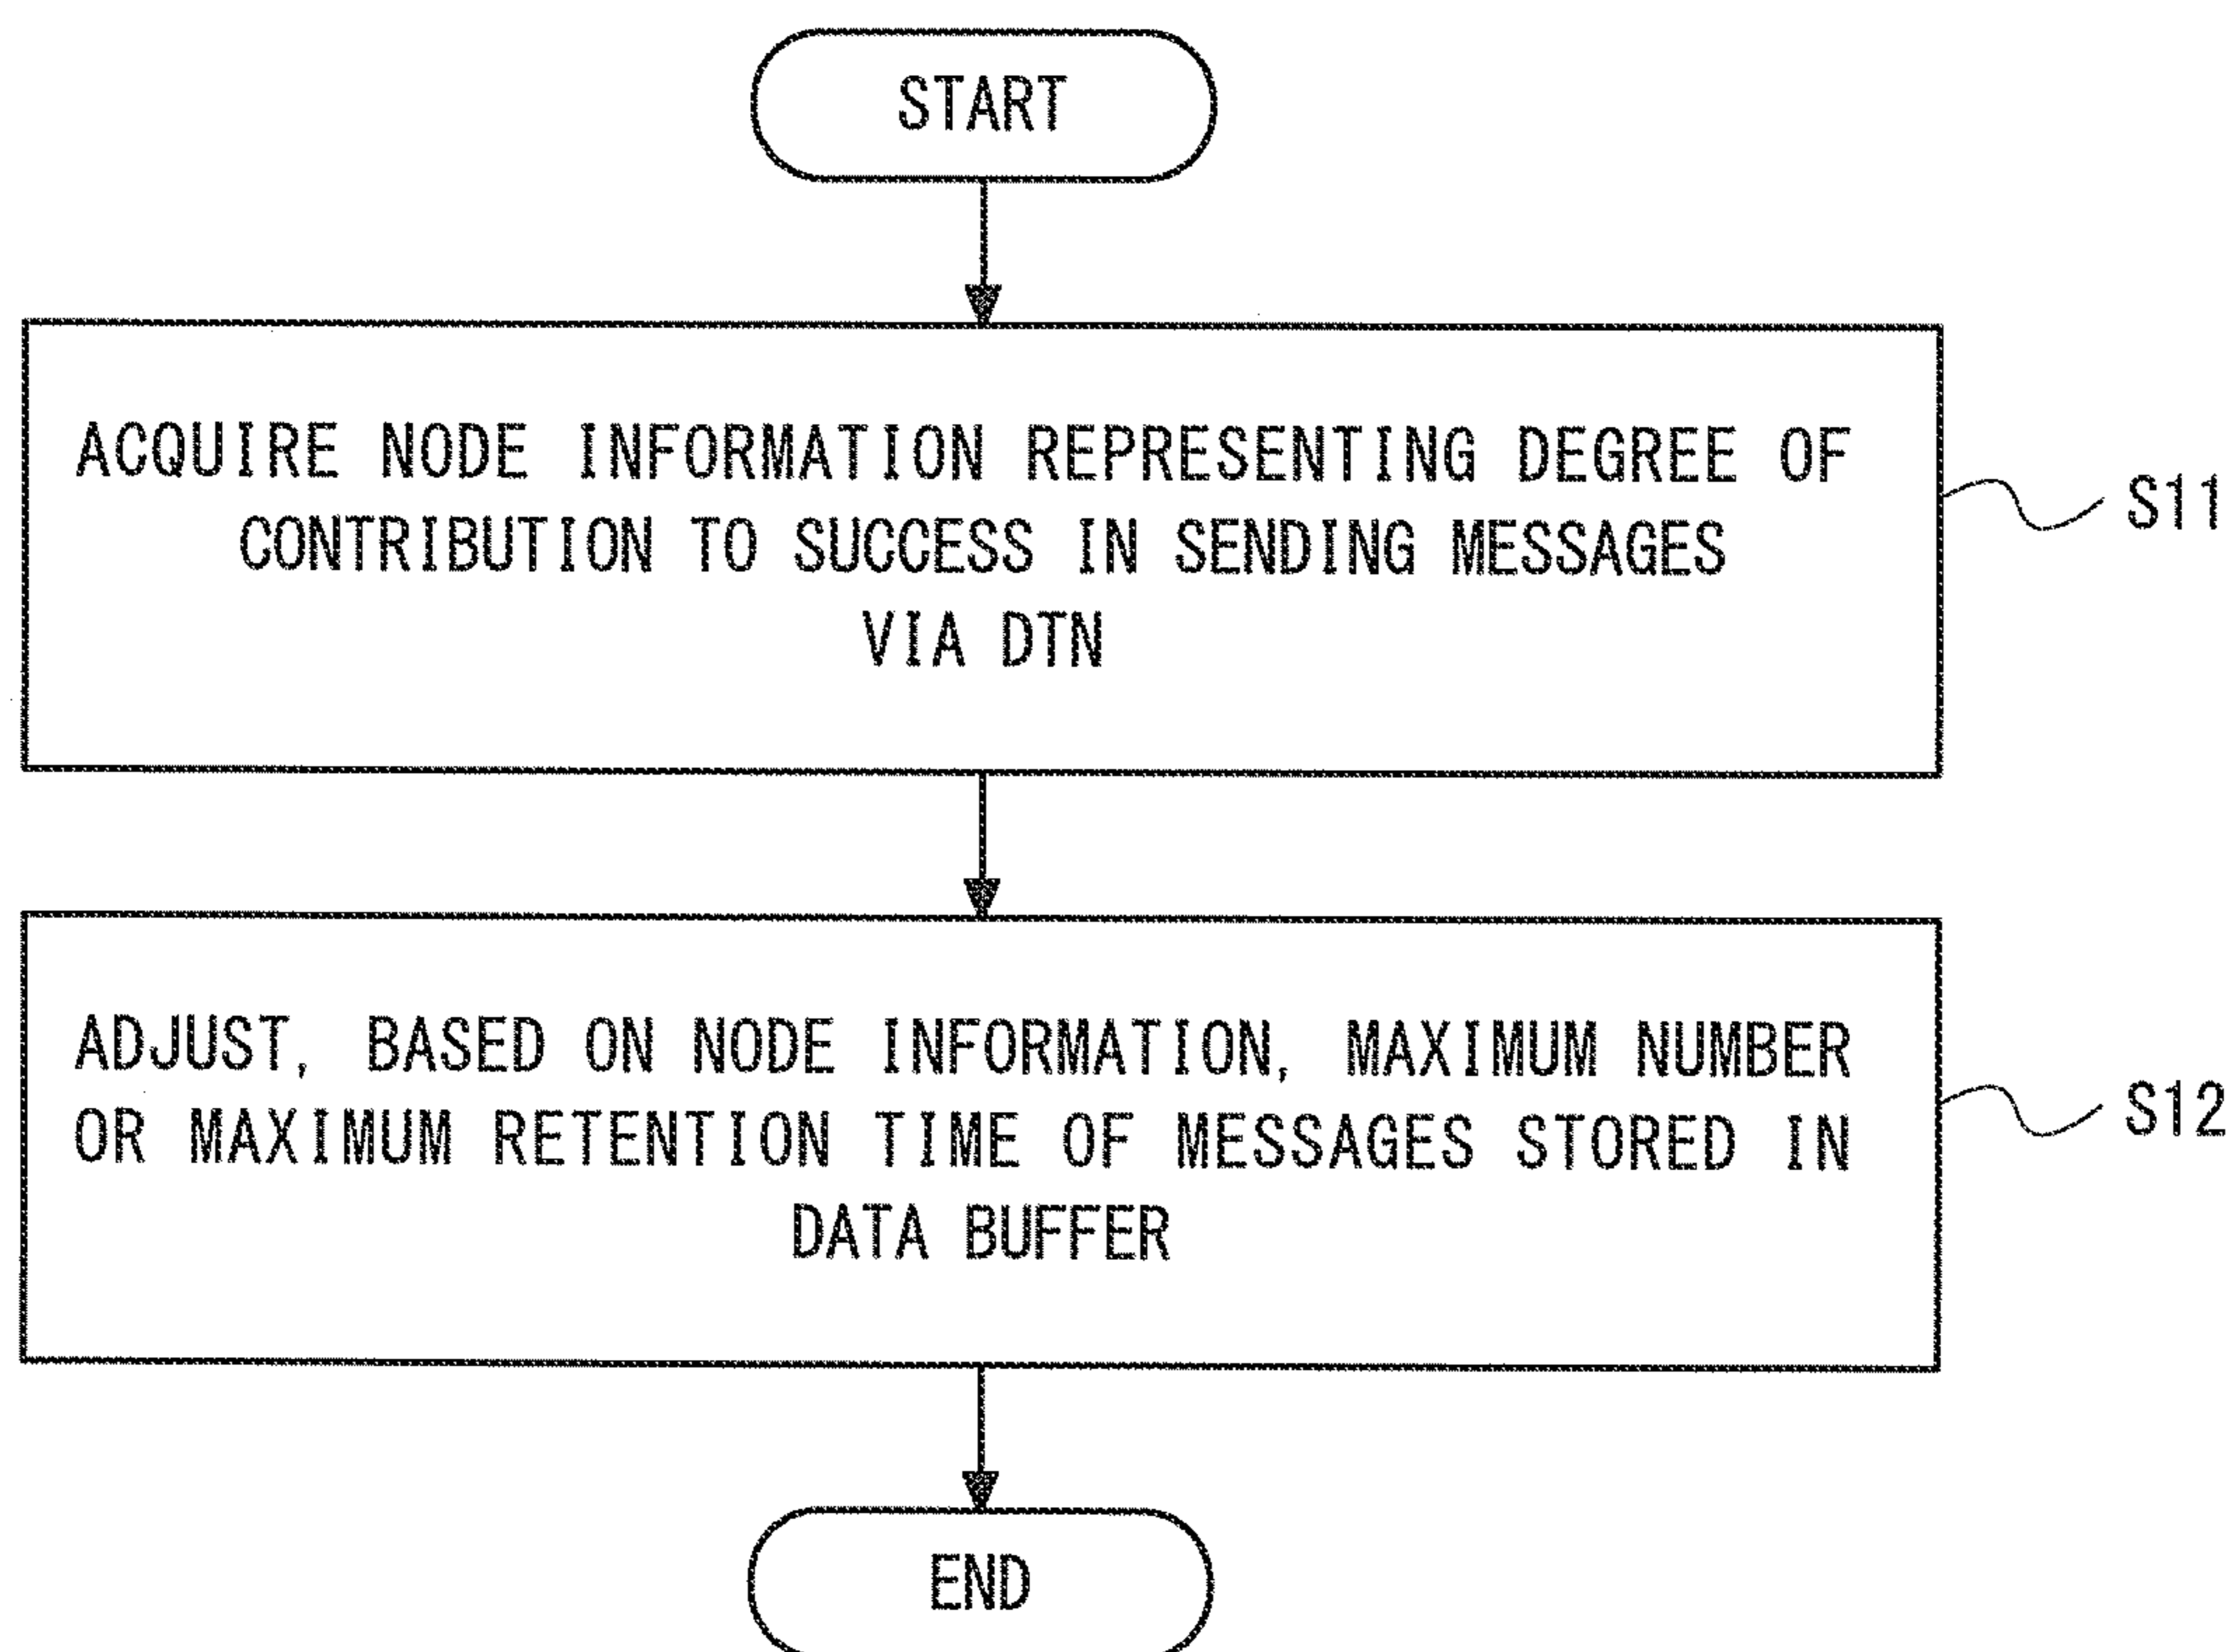 START
ACQUIRE NODE INFORMATION REPRESENTING DEGREE OF
CONTRIBUTION TO SUCCESS IN SENDING MESSAGES
VIA DTN
S11
ADJUST, BASED ON NODE INFORMATION, MAXIMUM NUMBER
OR MAXIMUM RETENTION TIME OF MESSAGES STORED IN
DATA BUFFER
S12
END